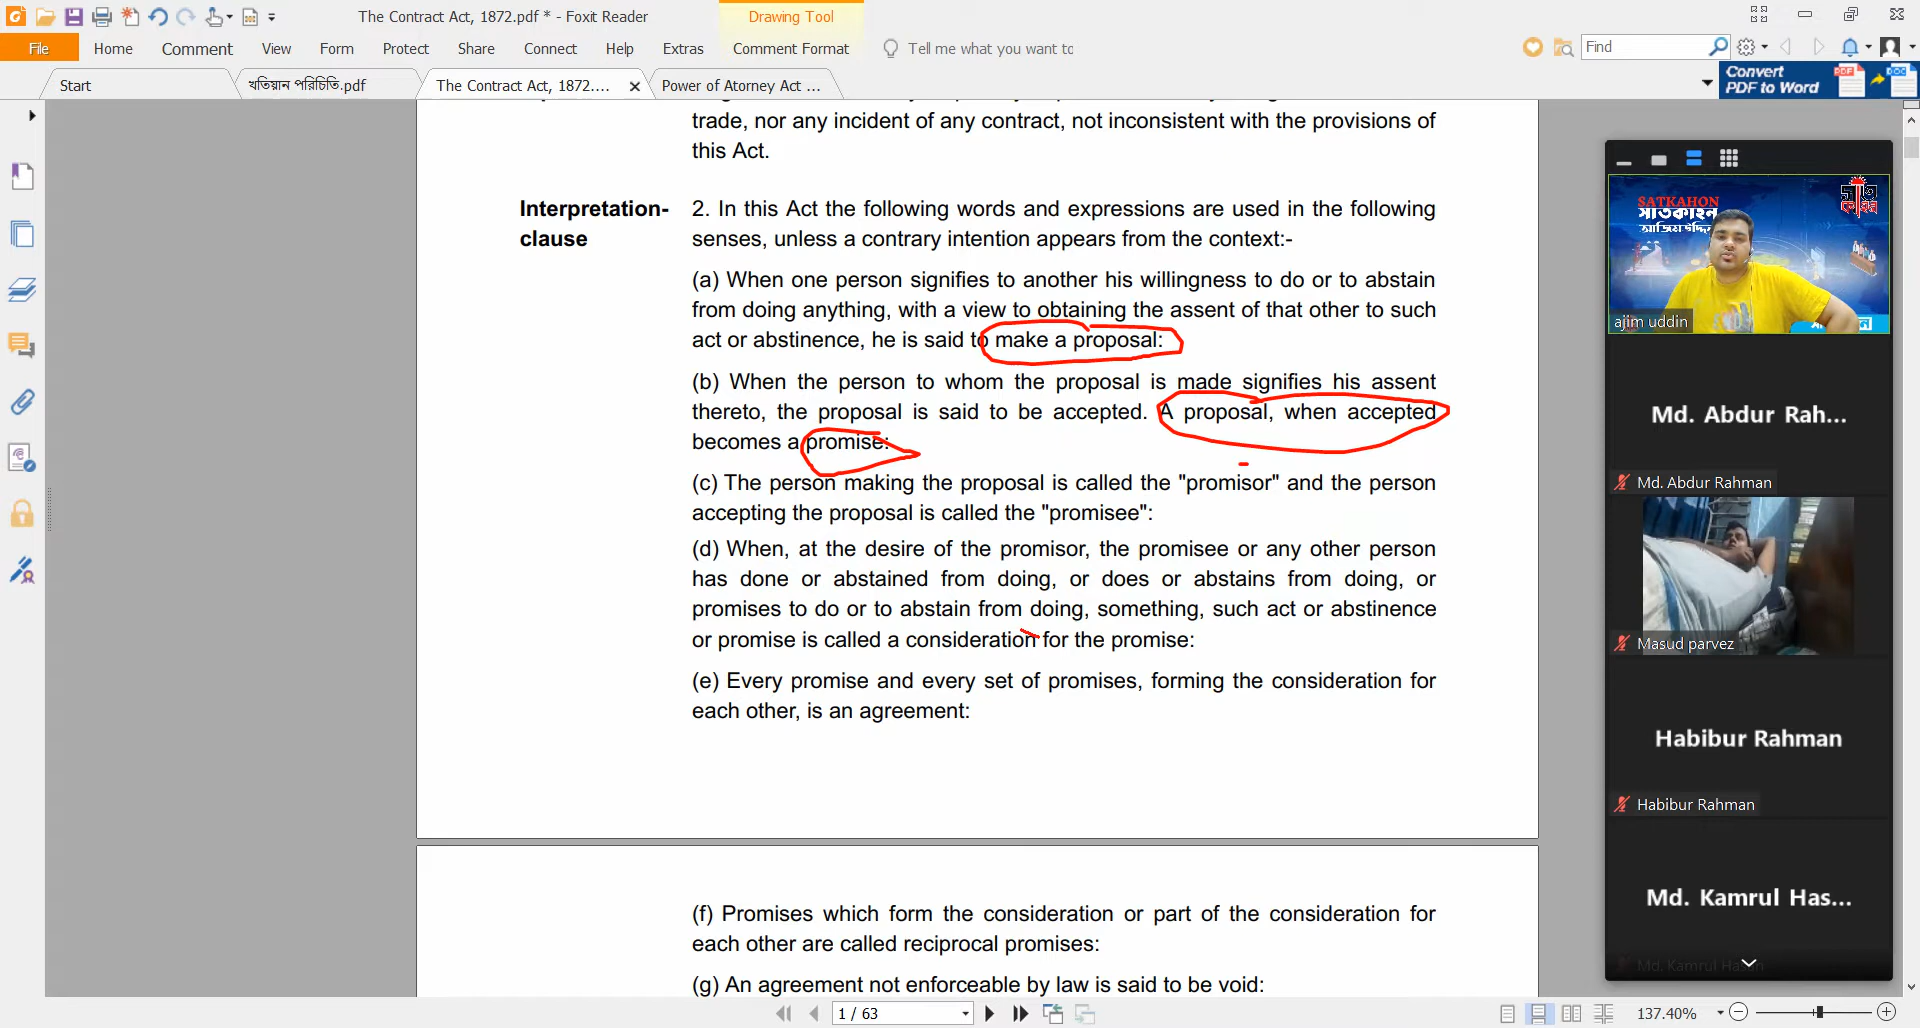 The Contract Act, 1872.pdf * - Foxit Reader
Drawing Tool
File Home Comment View Form Protect Share Connect Help Extras Comment Format Tell me what you want to
Find
Start
খতিয়ান পরিচিতি.pdf
The Contract Act, 1872....
Power of Atorney Act ...
Convert
PDF to Word
trade, nor any incident of any contract, not inconsistent with the provisions of
this Act.
Interpretation-
clause
2. In this Act the following words and expressions are used in the following
senses, unless a contrary intention appears from the context:-
(a) When one person signifies to another his willingness to do or to abstain
from doing anything, with a view to obtaining the assent of that other to such
act or abstinence, he is said to make a proposal:
(b) When the person to whom the proposal is made signifies his assent
thereto, the proposal is said to be accepted. A proposal, when accepted
becomes a promise:
(c) The person making the proposal is called the "promisor" and the person
accepting the proposal is called the "promisee":
(d) When, at the desire of the promisor, the promisee or any other person
has done or abstained from doing, or does or abstains from doing, or
promises to do or to abstain from doing, something, such act or abstinence
or promise is called a consideration for the promise:
(e) Every promise and every set of promises, forming the consideration for
each other, is an agreement:
(f) Promises which form the consideration or part of the consideration for
each other are called reciprocal promises:
(g) An agreement not enforceable by law is said to be void:
SATKAHON
সাতকাহন
আজিম উদ্দিন
ajim uddin
Md. Abdur Rah...
Md. Abdur Rahman
Masud parvez
Habibur Rahman
Habibur Rahman
Md. Kamrul Has...
Md. Kamrul Hasan
1 / 63
137.40%